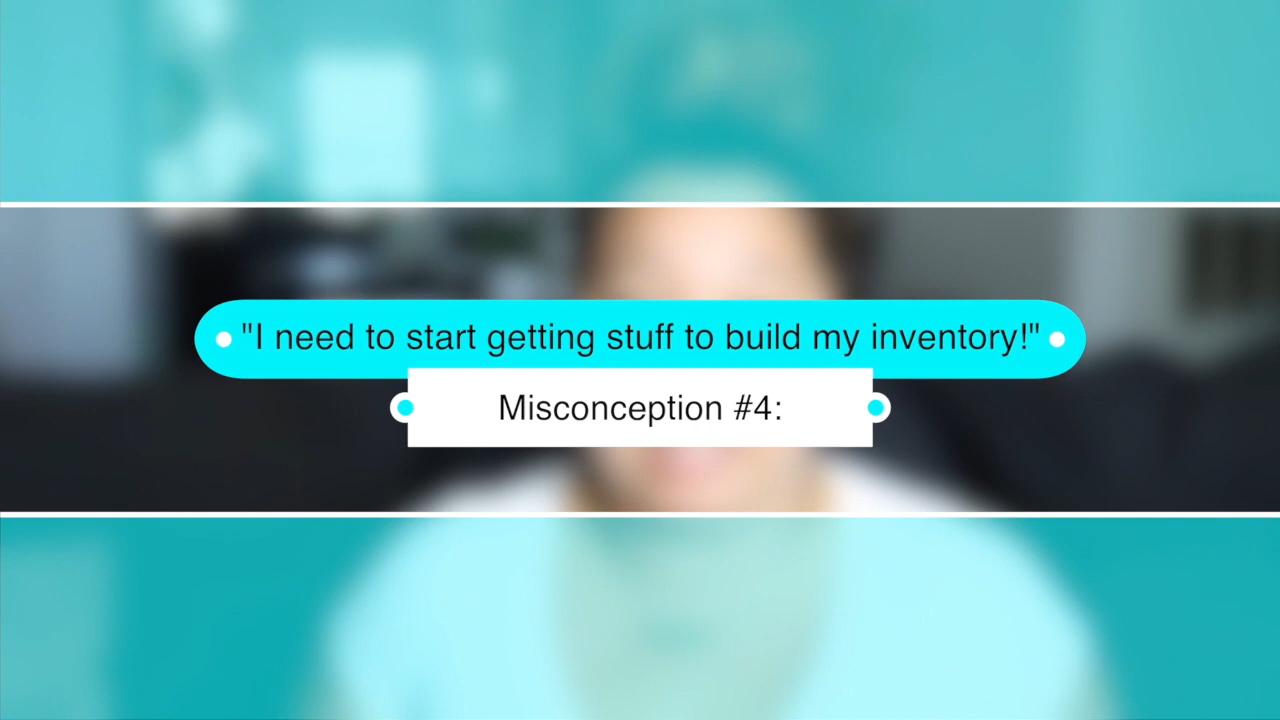 "I need to start getting stuff to build my inventory!"
Misconception #4: